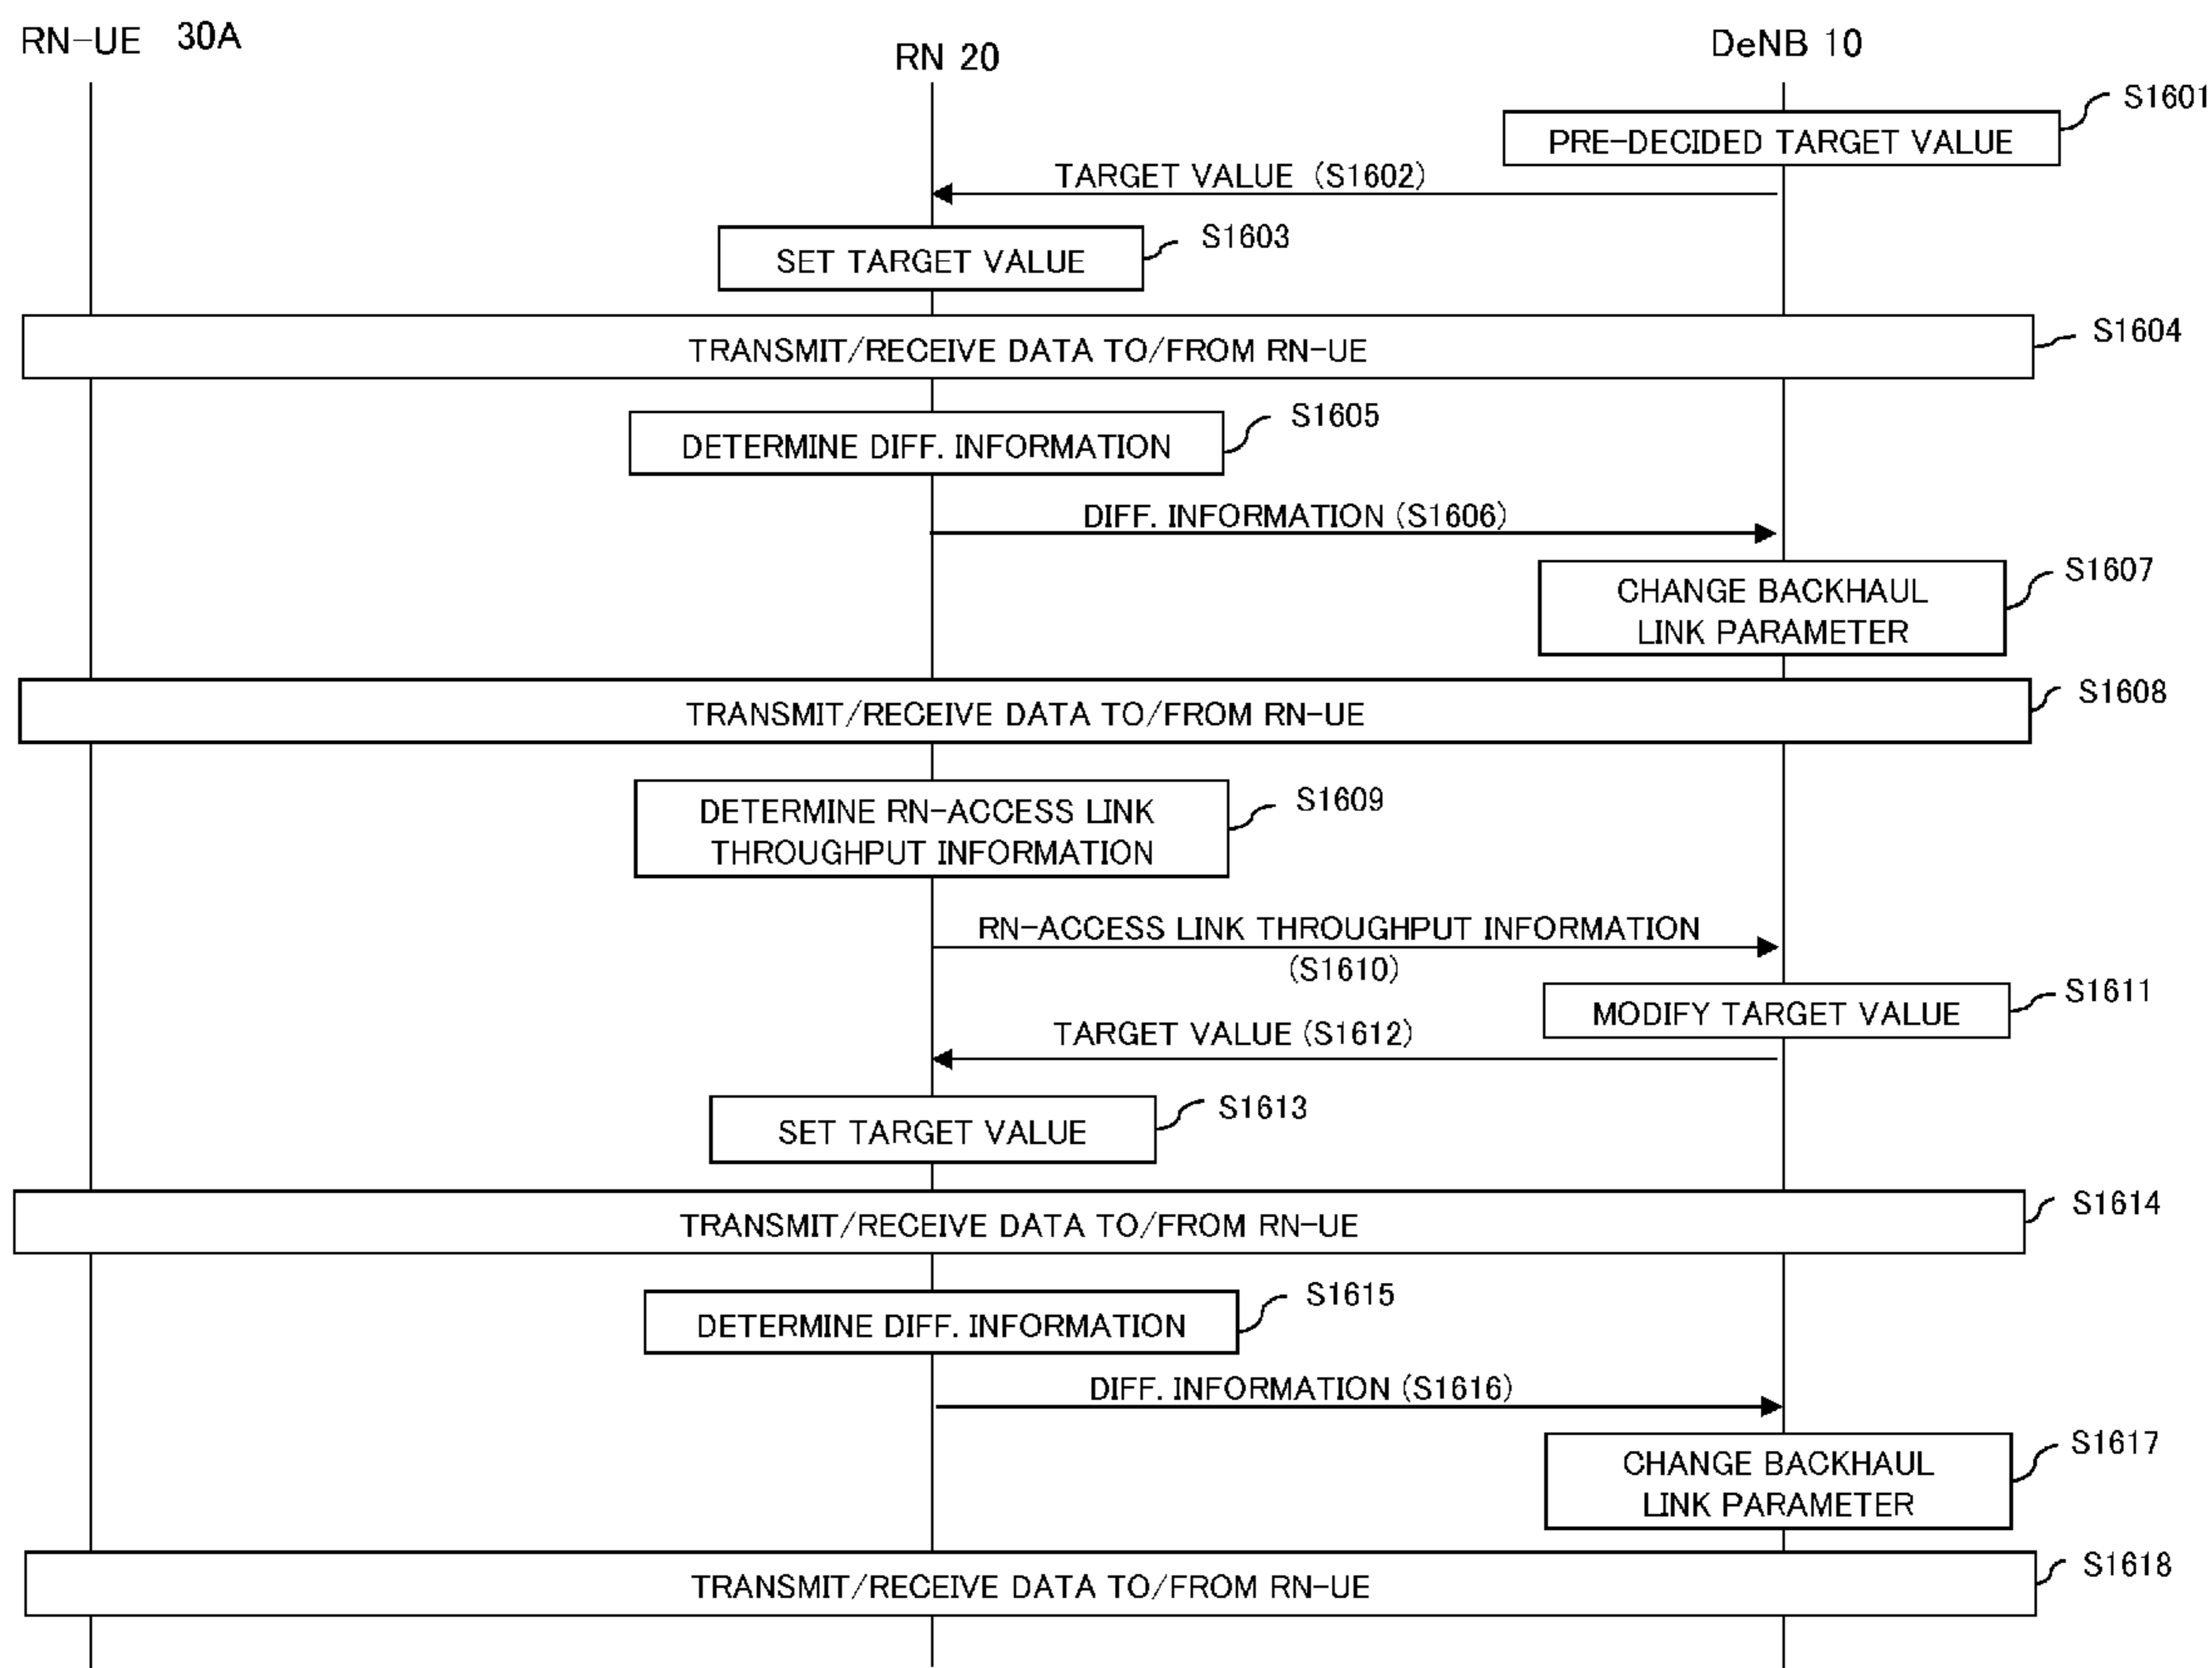 RN-UE 30A
RN 20
DeNB 10
S1601
PRE-DECIDED TARGET VALUE
TARGET VALUE (S1602)
S1603
SET TARGET VALUE
S1604
TRANSMIT/RECEIVE DATA TO/FROM RN-UE
S1605
DETERMINE DIFF. INFORMATION
DIFF. INFORMATION (S1606)
S1607
CHANGE BACKHAUL
LINK PARAMETER
S1608
TRANSMIT/RECEIVE DATA TO/FROM RN-UE
S1609
DETERMINE RN-ACCESS LINK
THROUGHPUT INFORMATION
RN-ACCESS LINK THROUGHPUT INFORMATION
(S1610)
S1611
MODIFY TARGET VALUE
TARGET VALUE (S1612)
S1613
SET TARGET VALUE
S1614
TRANSMIT/RECEIVE DATA TO/FROM RN-UE
S1615
DETERMINE DIFF. INFORMATION
DIFF. INFORMATION (S1616)
S1617
CHANGE BACKHAUL
LINK PARAMETER
S1618
TRANSMIT/RECEIVE DATA TO/FROM RN-UE